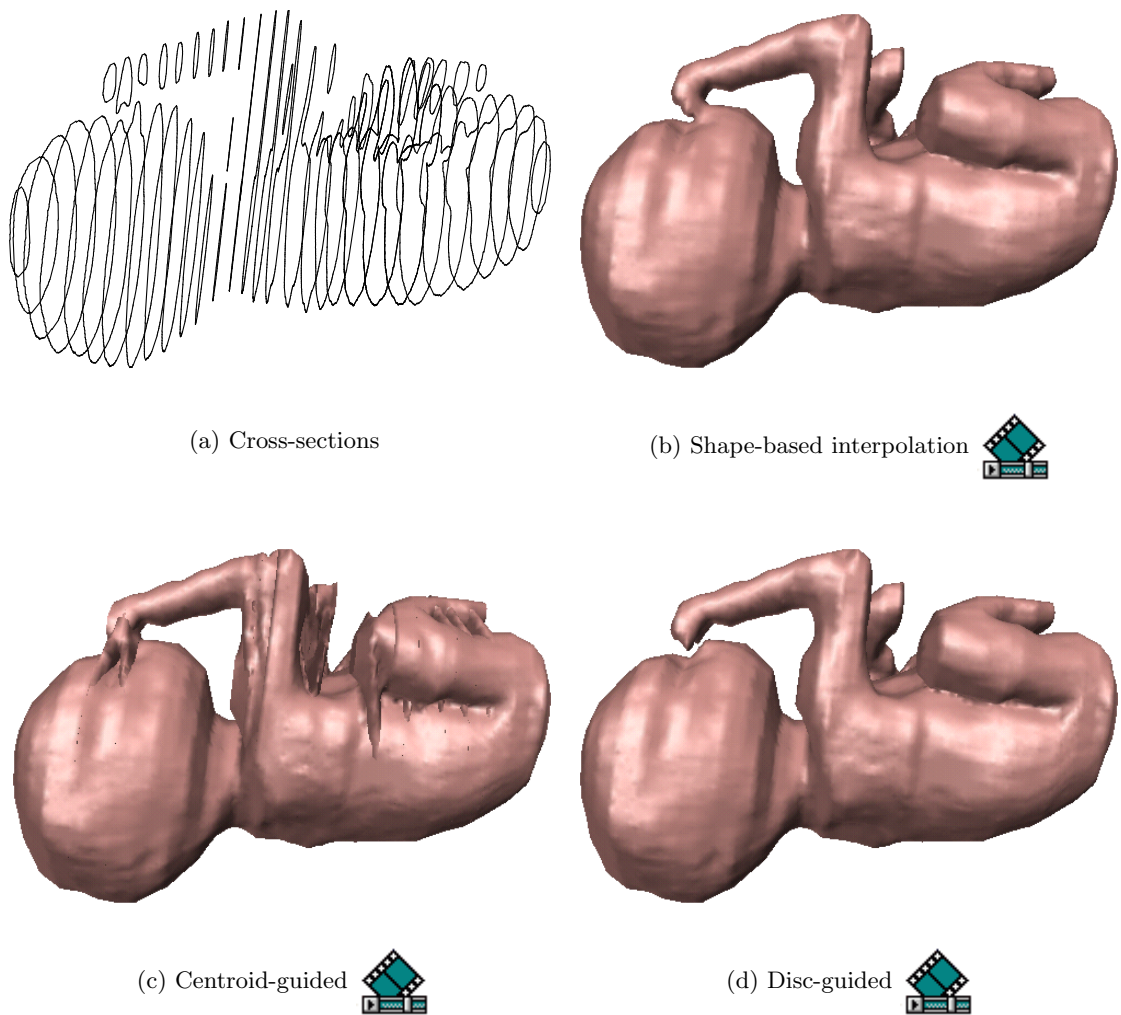 (a) Cross-sections
(b) Shape-based interpolation
(c) Centroid-guided
(d) Disc-guided